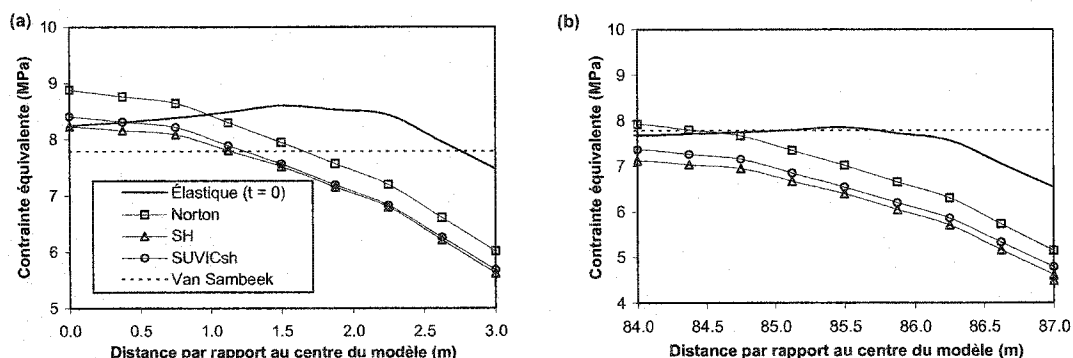 (a)
Contrainte équivalente (MPa)
10
9
8
7
6
5
Élastique (t = 0)
Norton
SH
SUVICsh
Van Sambeek
0.0 0.5 1.0 1.5 2.0 2.5 3.0
Distance par rapport au centre du modèle (m)
(b)
Contrainte équivalente (MPa)
10
9
8
7
6
5
4
84.0 84.5 85.0 85.5 86.0 86.5 87.0
Distance par rapport au centre du modèle (m)